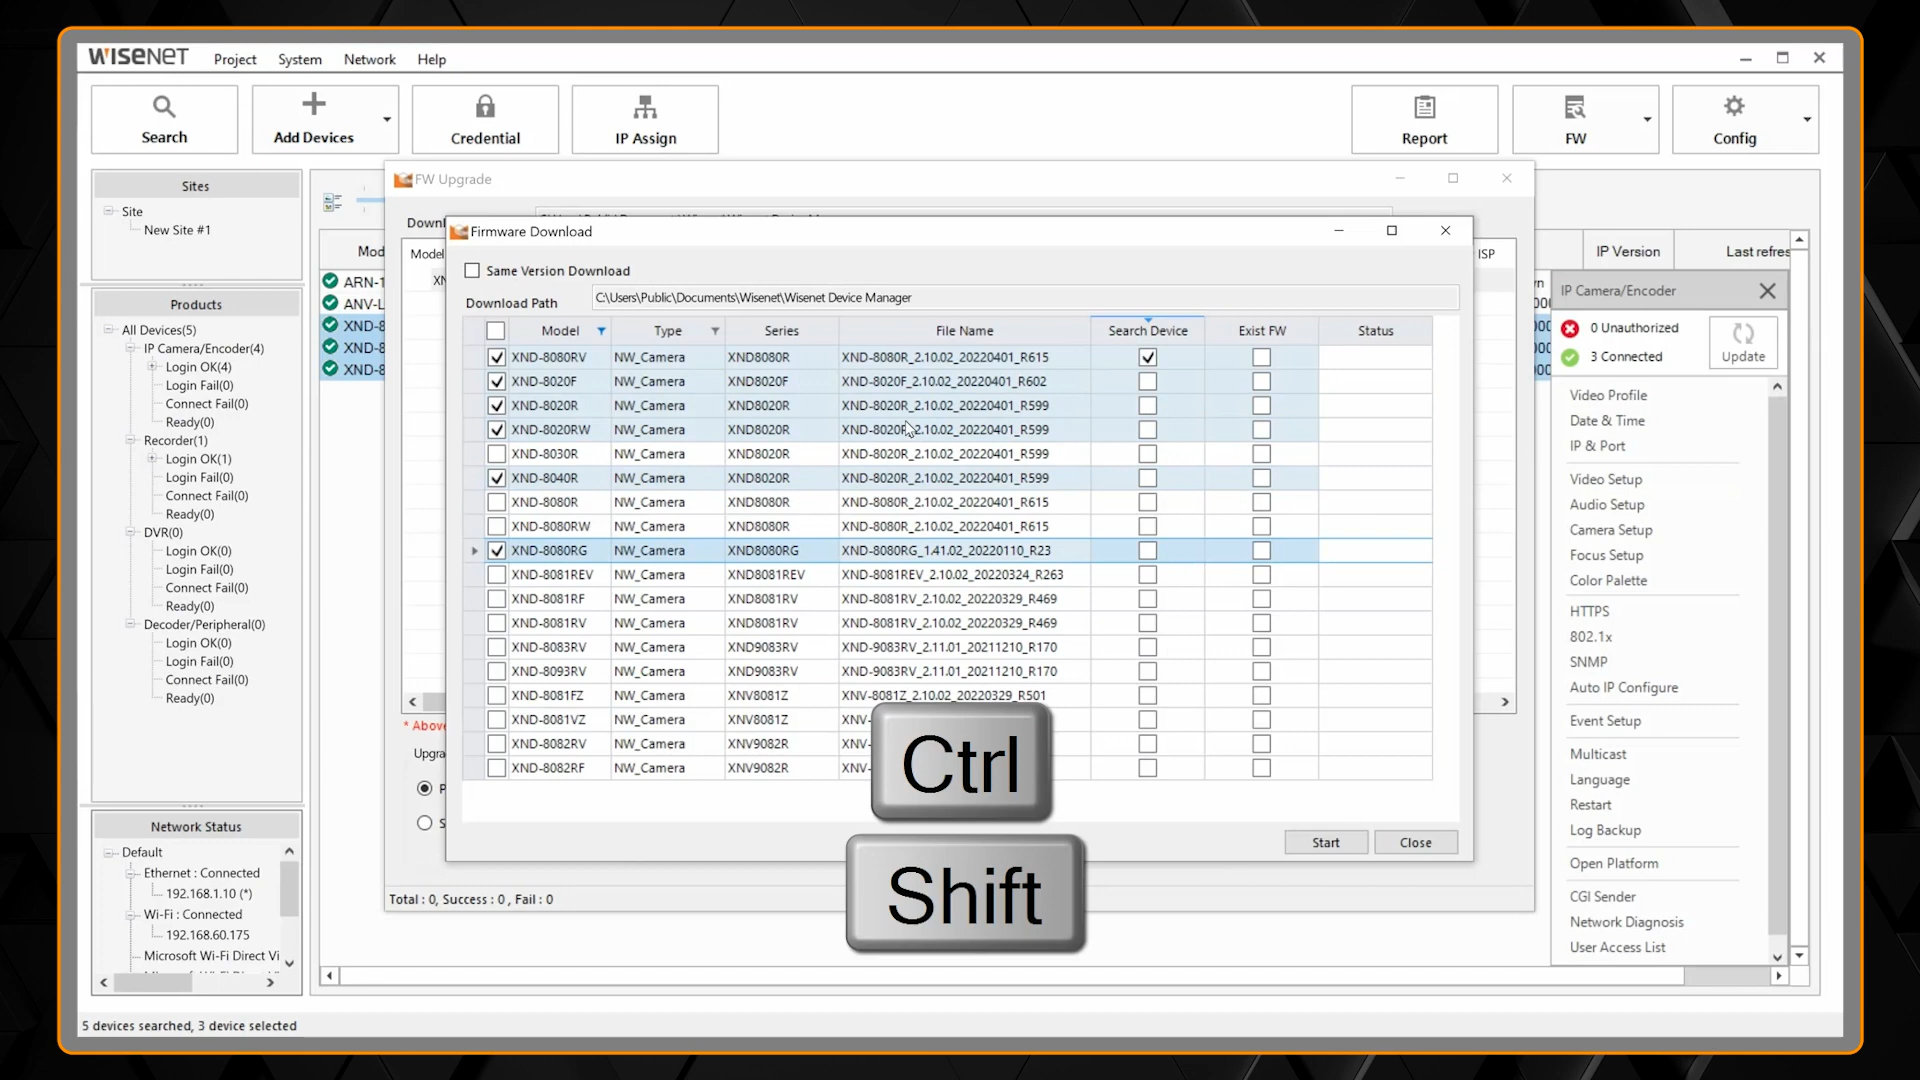 WISENET Project System Network Help
Search
Add Devices
Credential
IP Assign
Report
FW
Config
Sites
Site
New Site #1
Products
All Devices(5)
IP Camera/Encoder(4)
Login OK(4)
Login Fail(0)
Connect Fail(0)
Ready(0)
Recorder(1)
Login OK(1)
Login Fail(0)
Connect Fail(0)
Ready(0)
DVR(0)
Login OK(0)
Login Fail(0)
Connect Fail(0)
Ready(0)
Decoder/Peripheral(0)
Login OK(0)
Login Fail(0)
Connect Fail(0)
Ready(0)
Network Status
Default
Ethernet : Connected
192.168.1.10 (*)
Wi-Fi : Connected
192.168.60.175
Microsoft Wi-Fi Direct Vi
5 devices searched, 3 device selected
Mod
ARN-1
ANV-L
XND-8
XND-8
XND-8
FW Upgrade
Downl
Model
XN
ISP
* Above
Upgra
Total : 0, Success : 0 , Fail : 0
Firmware Download
Same Version Download
Download Path C:\Users\Public\Documents\Wisenet\Wisenet Device Manager
Model Type Series File Name Search Device Exist FW Status
XND-8080RV NW_Camera XND8080R XND-8080R_2.10.02_20220401_R615
XND-8020F NW_Camera XND8020F XND-8020F_2.10.02_20220401_R602
XND-8020R NW_Camera XND8020R XND-8020R_2.10.02_20220401_R599
XND-8020RW NW_Camera XND8020R XND-8020R_2.10.02_20220401_R599
XND-8030R NW_Camera XND8020R XND-8020R_2.10.02_20220401_R599
XND-8040R NW_Camera XND8020R XND-8020R_2.10.02_20220401_R599
XND-8080R NW_Camera XND8080R XND-8080R_2.10.02_20220401_R615
XND-8080RW NW_Camera XND8080R XND-8080R_2.10.02_20220401_R615
XND-8080RG NW_Camera XND8080RG XND-8080RG_1.41.02_20220110_R23
XND-8081REV NW_Camera XND8081REV XND-8081REV_2.10.02_20220324_R263
XND-8081RF NW_Camera XND8081RV XND-8081RV_2.10.02_20220329_R469
XND-8081RV NW_Camera XND8081RV XND-8081RV_2.10.02_20220329_R469
XND-8083RV NW_Camera XND9083RV XND-9083RV_2.11.01_20211210_R170
XND-8093RV NW_Camera XND9083RV XND-9083RV_2.11.01_20211210_R170
XND-8081FZ NW_Camera XNV8081Z XNV-8081Z_2.10.02_20220329_R501
XND-8081VZ NW_Camera XNV8081Z XNV-
XND-8082RV NW_Camera XNV9082R XNV-
XND-8082RF NW_Camera XNV9082R XNV-
Start Close
Ctrl
Shift
IP Version Last refres
IP Camera/Encoder
0 Unauthorized
3 Connected
Update
Video Profile
Date & Time
IP & Port
Video Setup
Audio Setup
Camera Setup
Focus Setup
Color Palette
HTTPS
802.1x
SNMP
Auto IP Configure
Event Setup
Multicast
Language
Restart
Log Backup
Open Platform
CGI Sender
Network Diagnosis
User Access List